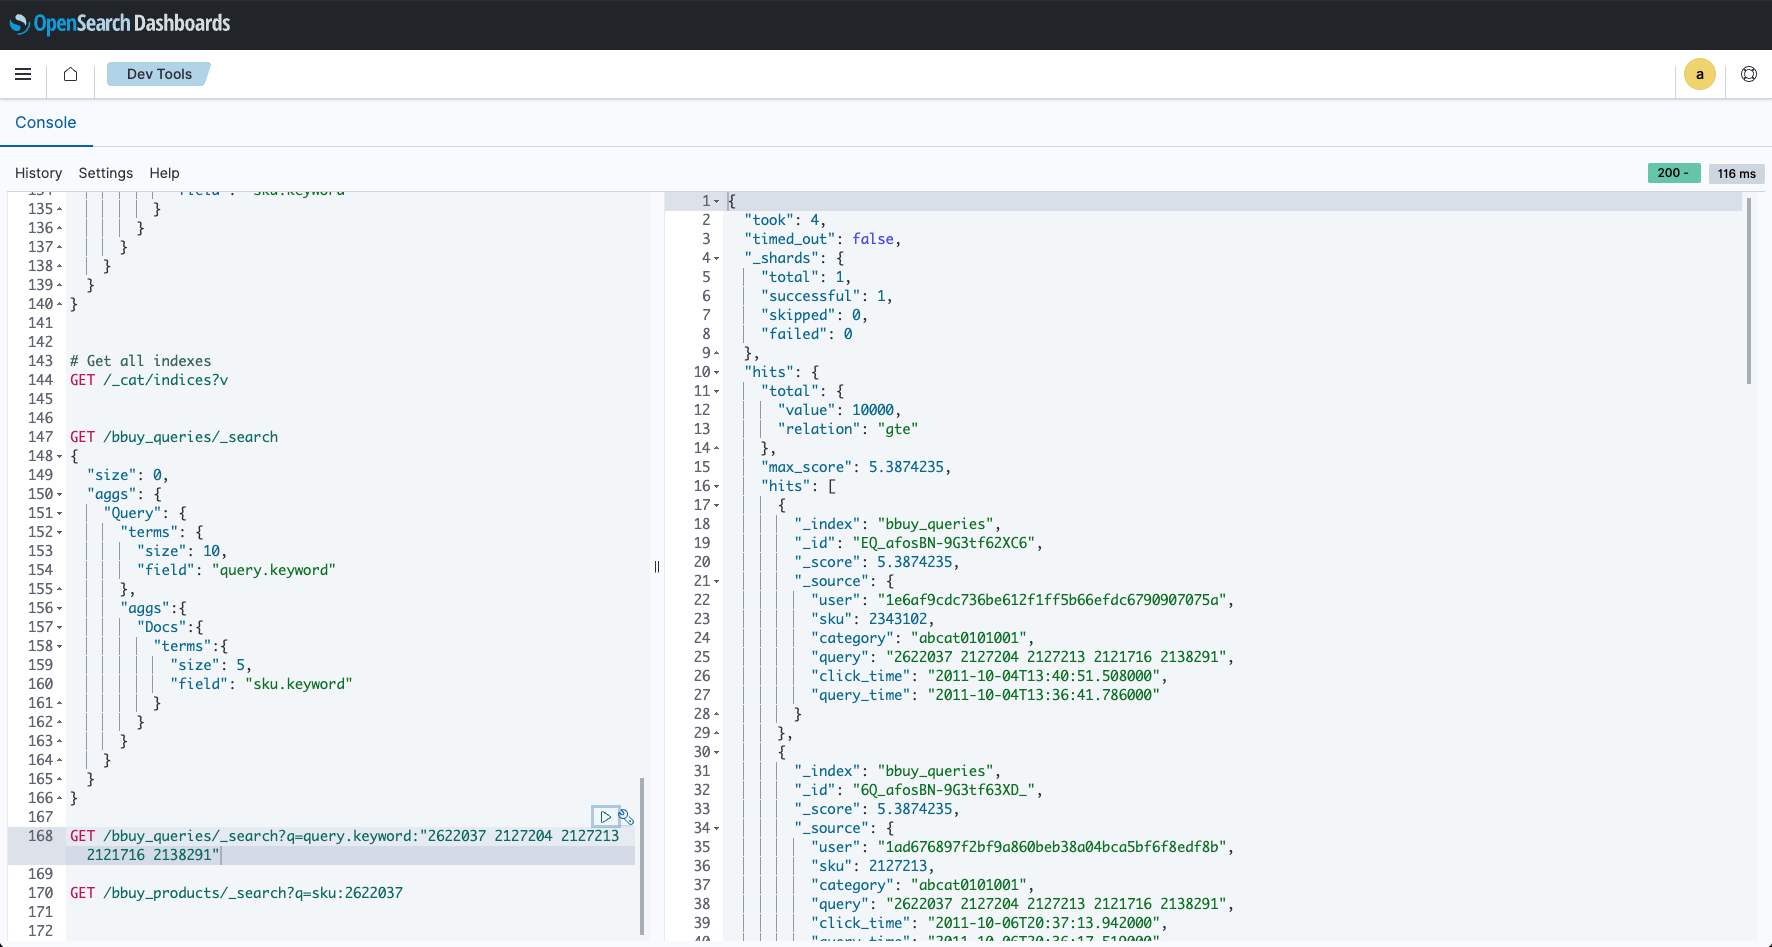 OpenSearch Dashboards
Dev Tools
a
Console
History Settings Help
200 - 116 ms
134 "field": "sku.keyword"
135 }
136 }
137 }
138 }
139 }
140 }
141
142
143 # Get all indexes
144 GET /_cat/indices?v
145
146
147 GET /bbuy_queries/_search
148 {
149 "size": 0,
150 "aggs": {
151 "Query": {
152 "terms": {
153 "size": 10,
154 "field": "query.keyword"
155 },
156 "aggs":{
157 "Docs":{
158 "terms":{
159 "size": 5,
160 "field": "sku.keyword"
161 }
162 }
163 }
164 }
165 }
166 }
167
168 GET /bbuy_queries/_search?q=query.keyword:"2622037 2127204 2127213
2121716 2138291"
169
170 GET /bbuy_products/_search?q=sku:2622037
171
172
1 {
2 "took": 4,
3 "timed_out": false,
4 "_shards": {
5 "total": 1,
6 "successful": 1,
7 "skipped": 0,
8 "failed": 0
9 },
10 "hits": {
11 "total": {
12 "value": 10000,
13 "relation": "gte"
14 },
15 "max_score": 5.3874235,
16 "hits": [
17 {
18 "_index": "bbuy_queries",
19 "_id": "EQ_afosBN-9G3tf62XC6",
20 "_score": 5.3874235,
21 "_source": {
22 "user": "1e6af9cdc736be612f1ff5b66efdc6790907075a",
23 "sku": 2343102,
24 "category": "abcat0101001",
25 "query": "2622037 2127204 2127213 2121716 2138291",
26 "click_time": "2011-10-04T13:40:51.508000",
27 "query_time": "2011-10-04T13:36:41.786000"
28 }
29 },
30 {
31 "_index": "bbuy_queries",
32 "_id": "6Q_afosBN-9G3tf63XD_",
33 "_score": 5.3874235,
34 "_source": {
35 "user": "1ad676897f2bf9a860beb38a04bca5bf6f8edf8b",
36 "sku": 2127213,
37 "category": "abcat0101001",
38 "query": "2622037 2127204 2127213 2121716 2138291",
39 "click_time": "2011-10-06T20:37:13.942000",
40 "query_time": "2011-10-06T20:36:17.519000"